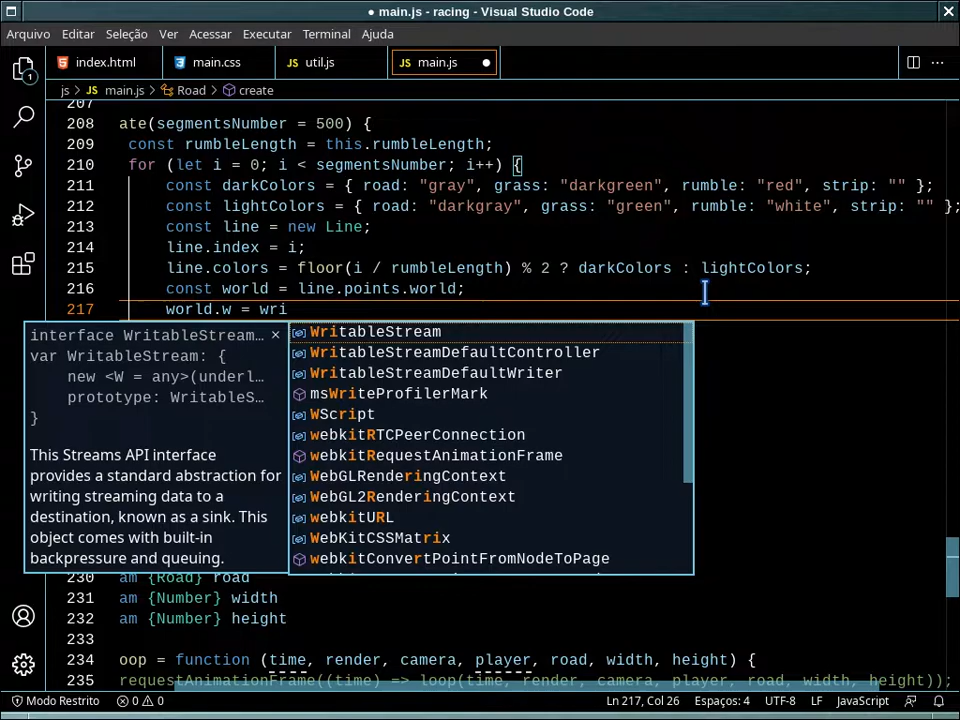 ● main.js - racing - Visual Studio Code
Arquivo Editar Seleção Ver Acessar Executar Terminal Ajuda
index.html main.css JS util.js JS main.js ●
js > JS main.js > Road > create
207
208 ate(segmentsNumber = 500) {
209 const rumbleLength = this.rumbleLength;
210 for (let i = 0; i < segmentsNumber; i++) {
211 const darkColors = { road: "gray", grass: "darkgreen", rumble: "red", strip: "" };
212 const lightColors = { road: "darkgray", grass: "green", rumble: "white", strip: "" };
213 const line = new Line;
214 line.index = i;
215 line.colors = floor(i / rumbleLength) % 2 ? darkColors : lightColors;
216 const world = line.points.world;
217 world.w = wri
interface WritableStream… ×
var WritableStream: {
new <W = any>(underl…
prototype: WritableS…
}
This Streams API interface
provides a standard abstraction for
writing streaming data to a
destination, known as a sink. This
object comes with built-in
backpressure and queuing.
WritableStream
WritableStreamDefaultController
WritableStreamDefaultWriter
msWriteProfilerMark
WScript
webkitRTCPeerConnection
webkitRequestAnimationFrame
WebGLRenderingContext
WebGL2RenderingContext
webkitURL
WebKitCSSMatrix
webkitConvertPointFromNodeToPage
230 am {Road} road
231 am {Number} width
232 am {Number} height
233
234 oop = function (time, render, camera, player, road, width, height) {
235 requestAnimationFrame((time) => loop(time, render, camera, player, road, width, height));
Modo Restrito 0 0 Ln 217, Col 26 Espaços: 4 UTF-8 LF JavaScript
1